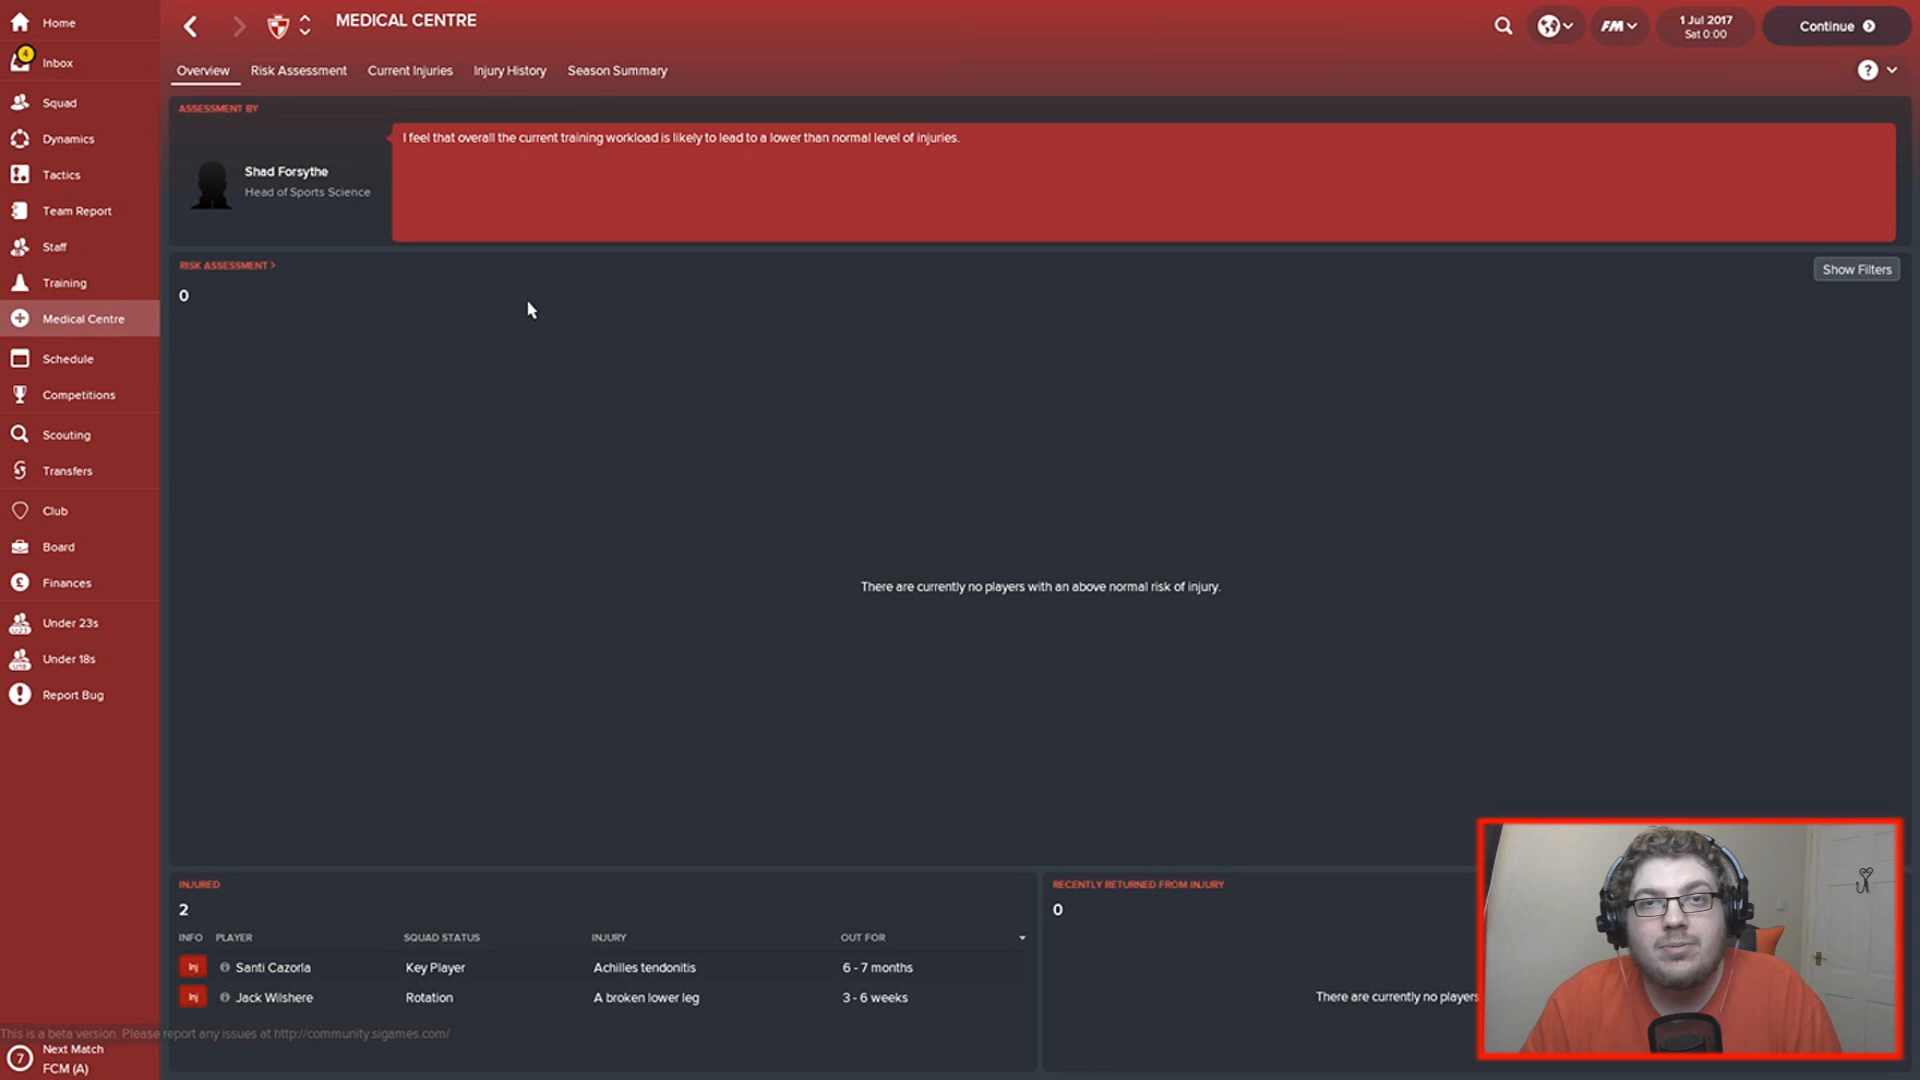 Home
4
Inbox
Squad
Dynamics
Tactics
Team Report
Staff
Training
Medical Centre
Schedule
Competitions
Scouting
Transfers
Club
Board
Finances
Under 23s
Under 18s
Report Bug
7
Next Match
FCM (A)
MEDICAL CENTRE
FM
1 Jul 2017
Sat 0:00
Continue
Overview
Risk Assessment
Current Injuries
Injury History
Season Summary
?
ASSESSMENT BY
Shad Forsythe
Head of Sports Science
I feel that overall the current training workload is likely to lead to a lower than normal level of injuries.
RISK ASSESSMENT >
Show Filters
0
There are currently no players with an above normal risk of injury.
INJURED
2
INFO PLAYER SQUAD STATUS INJURY OUT FOR
Inj Santi Cazorla Key Player Achilles tendonitis 6 - 7 months
Inj Jack Wilshere Rotation A broken lower leg 3 - 6 weeks
RECENTLY RETURNED FROM INJURY
0
There are currently no players
This is a beta version. Please report any issues at http://community.sigames.com/